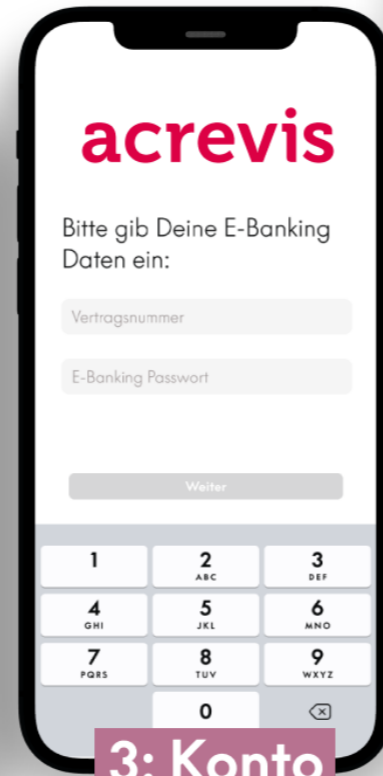 acrevis
Bitte gib Deine E-Banking
Daten ein:
Vertragsnummer
E-Banking Passwort
Weiter
1 2 3
ABC DEF
4 5 6
GHI JKL MNO
7 8 9
PQRS TUV WXYZ
0
3: Konto